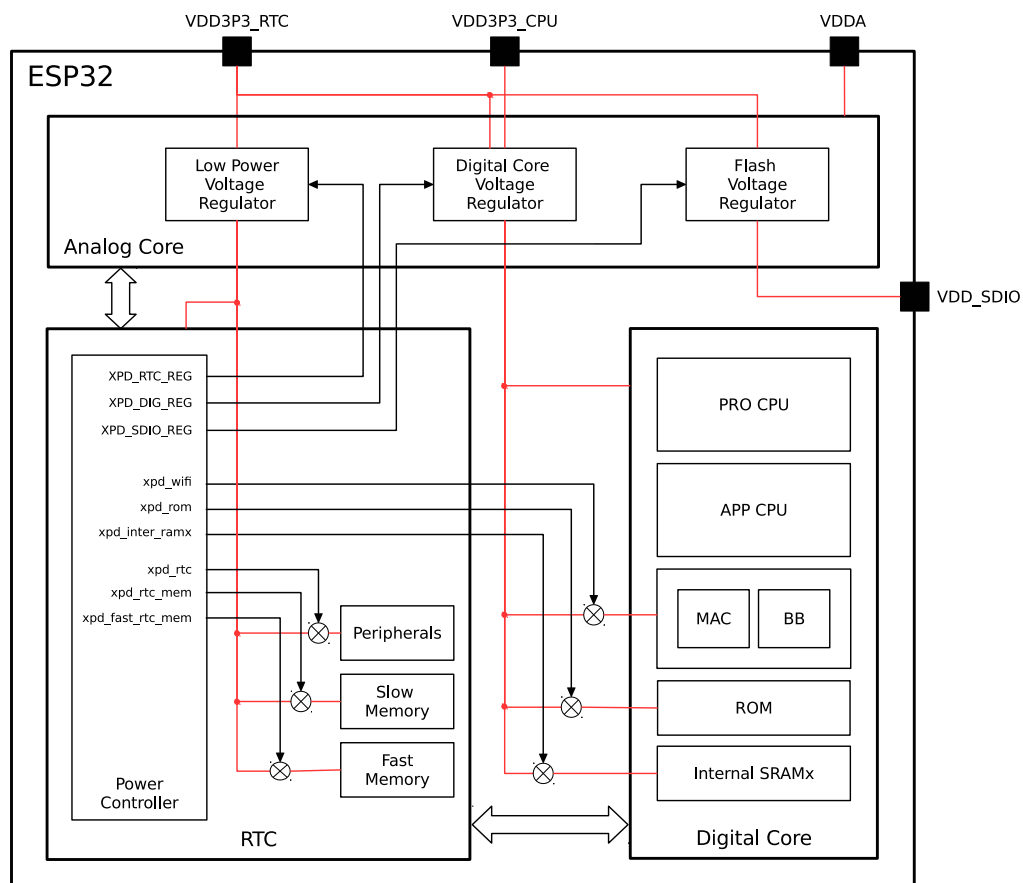 VDD3P3_RTC
VDD3P3_CPU
VDDA
ESP32
Low Power
Voltage
Regulator
Digital Core
Voltage
Regulator
Flash
Voltage
Regulator
Analog Core
VDD_SDIO
XPD_RTC_REG
XPD_DIG_REG
XPD_SDIO_REG
xpd_wifi
xpd_rom
xpd_inter_ramx
xpd_rtc
xpd_rtc_mem
xpd_fast_rtc_mem
Power
Controller
Peripherals
Slow
Memory
Fast
Memory
RTC
PRO CPU
APP CPU
MAC
BB
ROM
Internal SRAMx
Digital Core